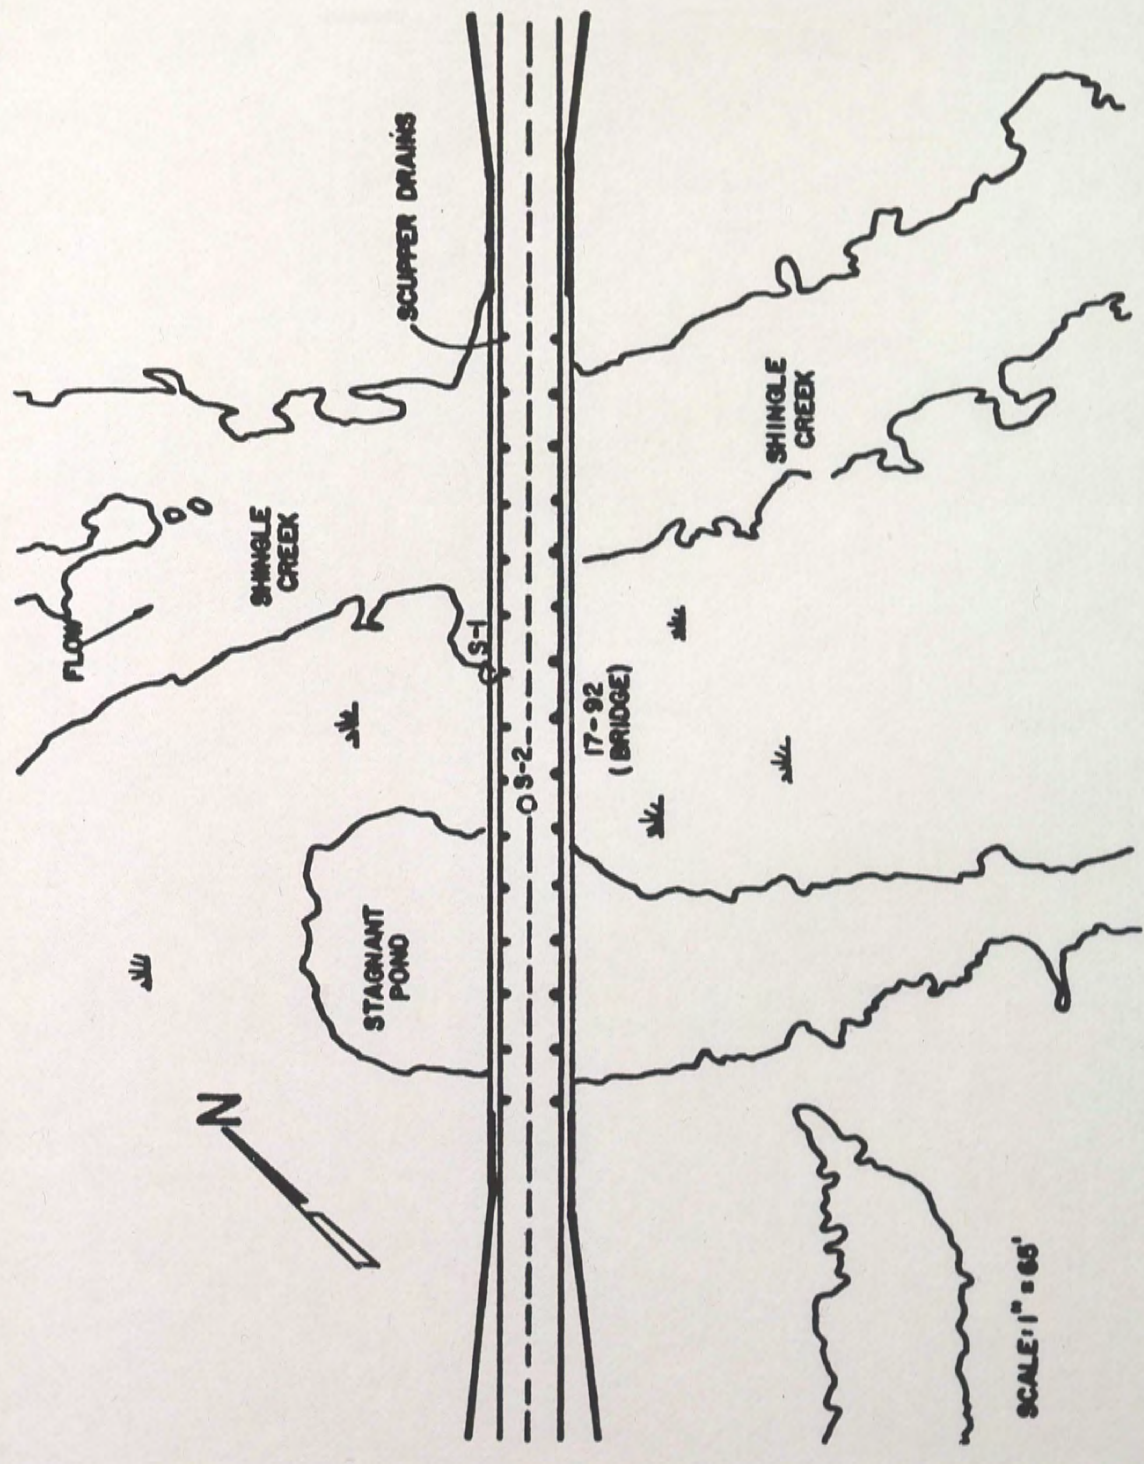 SCUPPER DRAINS
SHINGLE
CREEK
FLOW
SHINGLE
CREEK
S-1
S-2
17-92
(BRIDGE)
STAGNANT
POND
N
SCALE: 1" = 65'